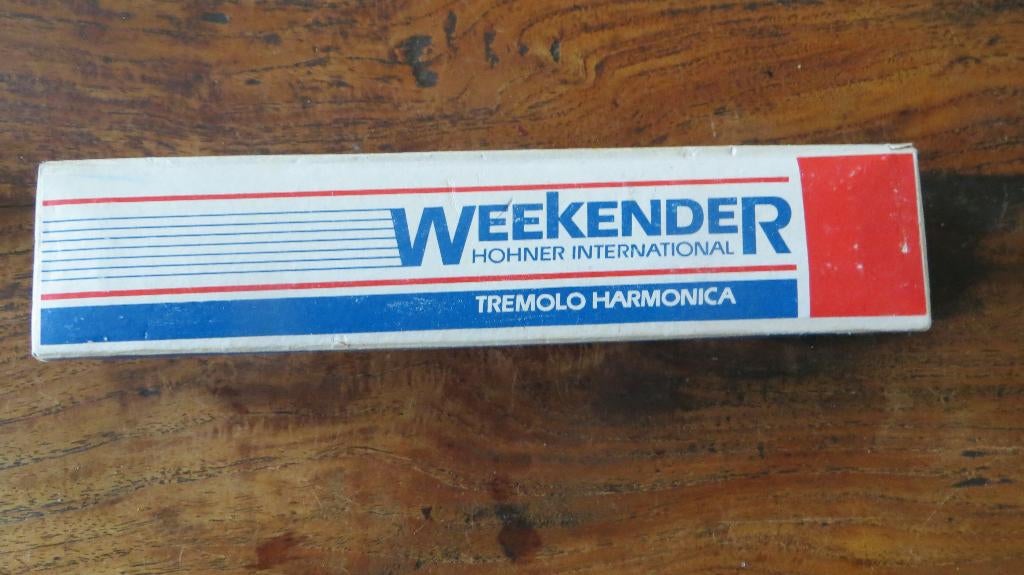 WEEKENDER
HOHNER INTERNATIONAL
TREMOLO HARMONICA